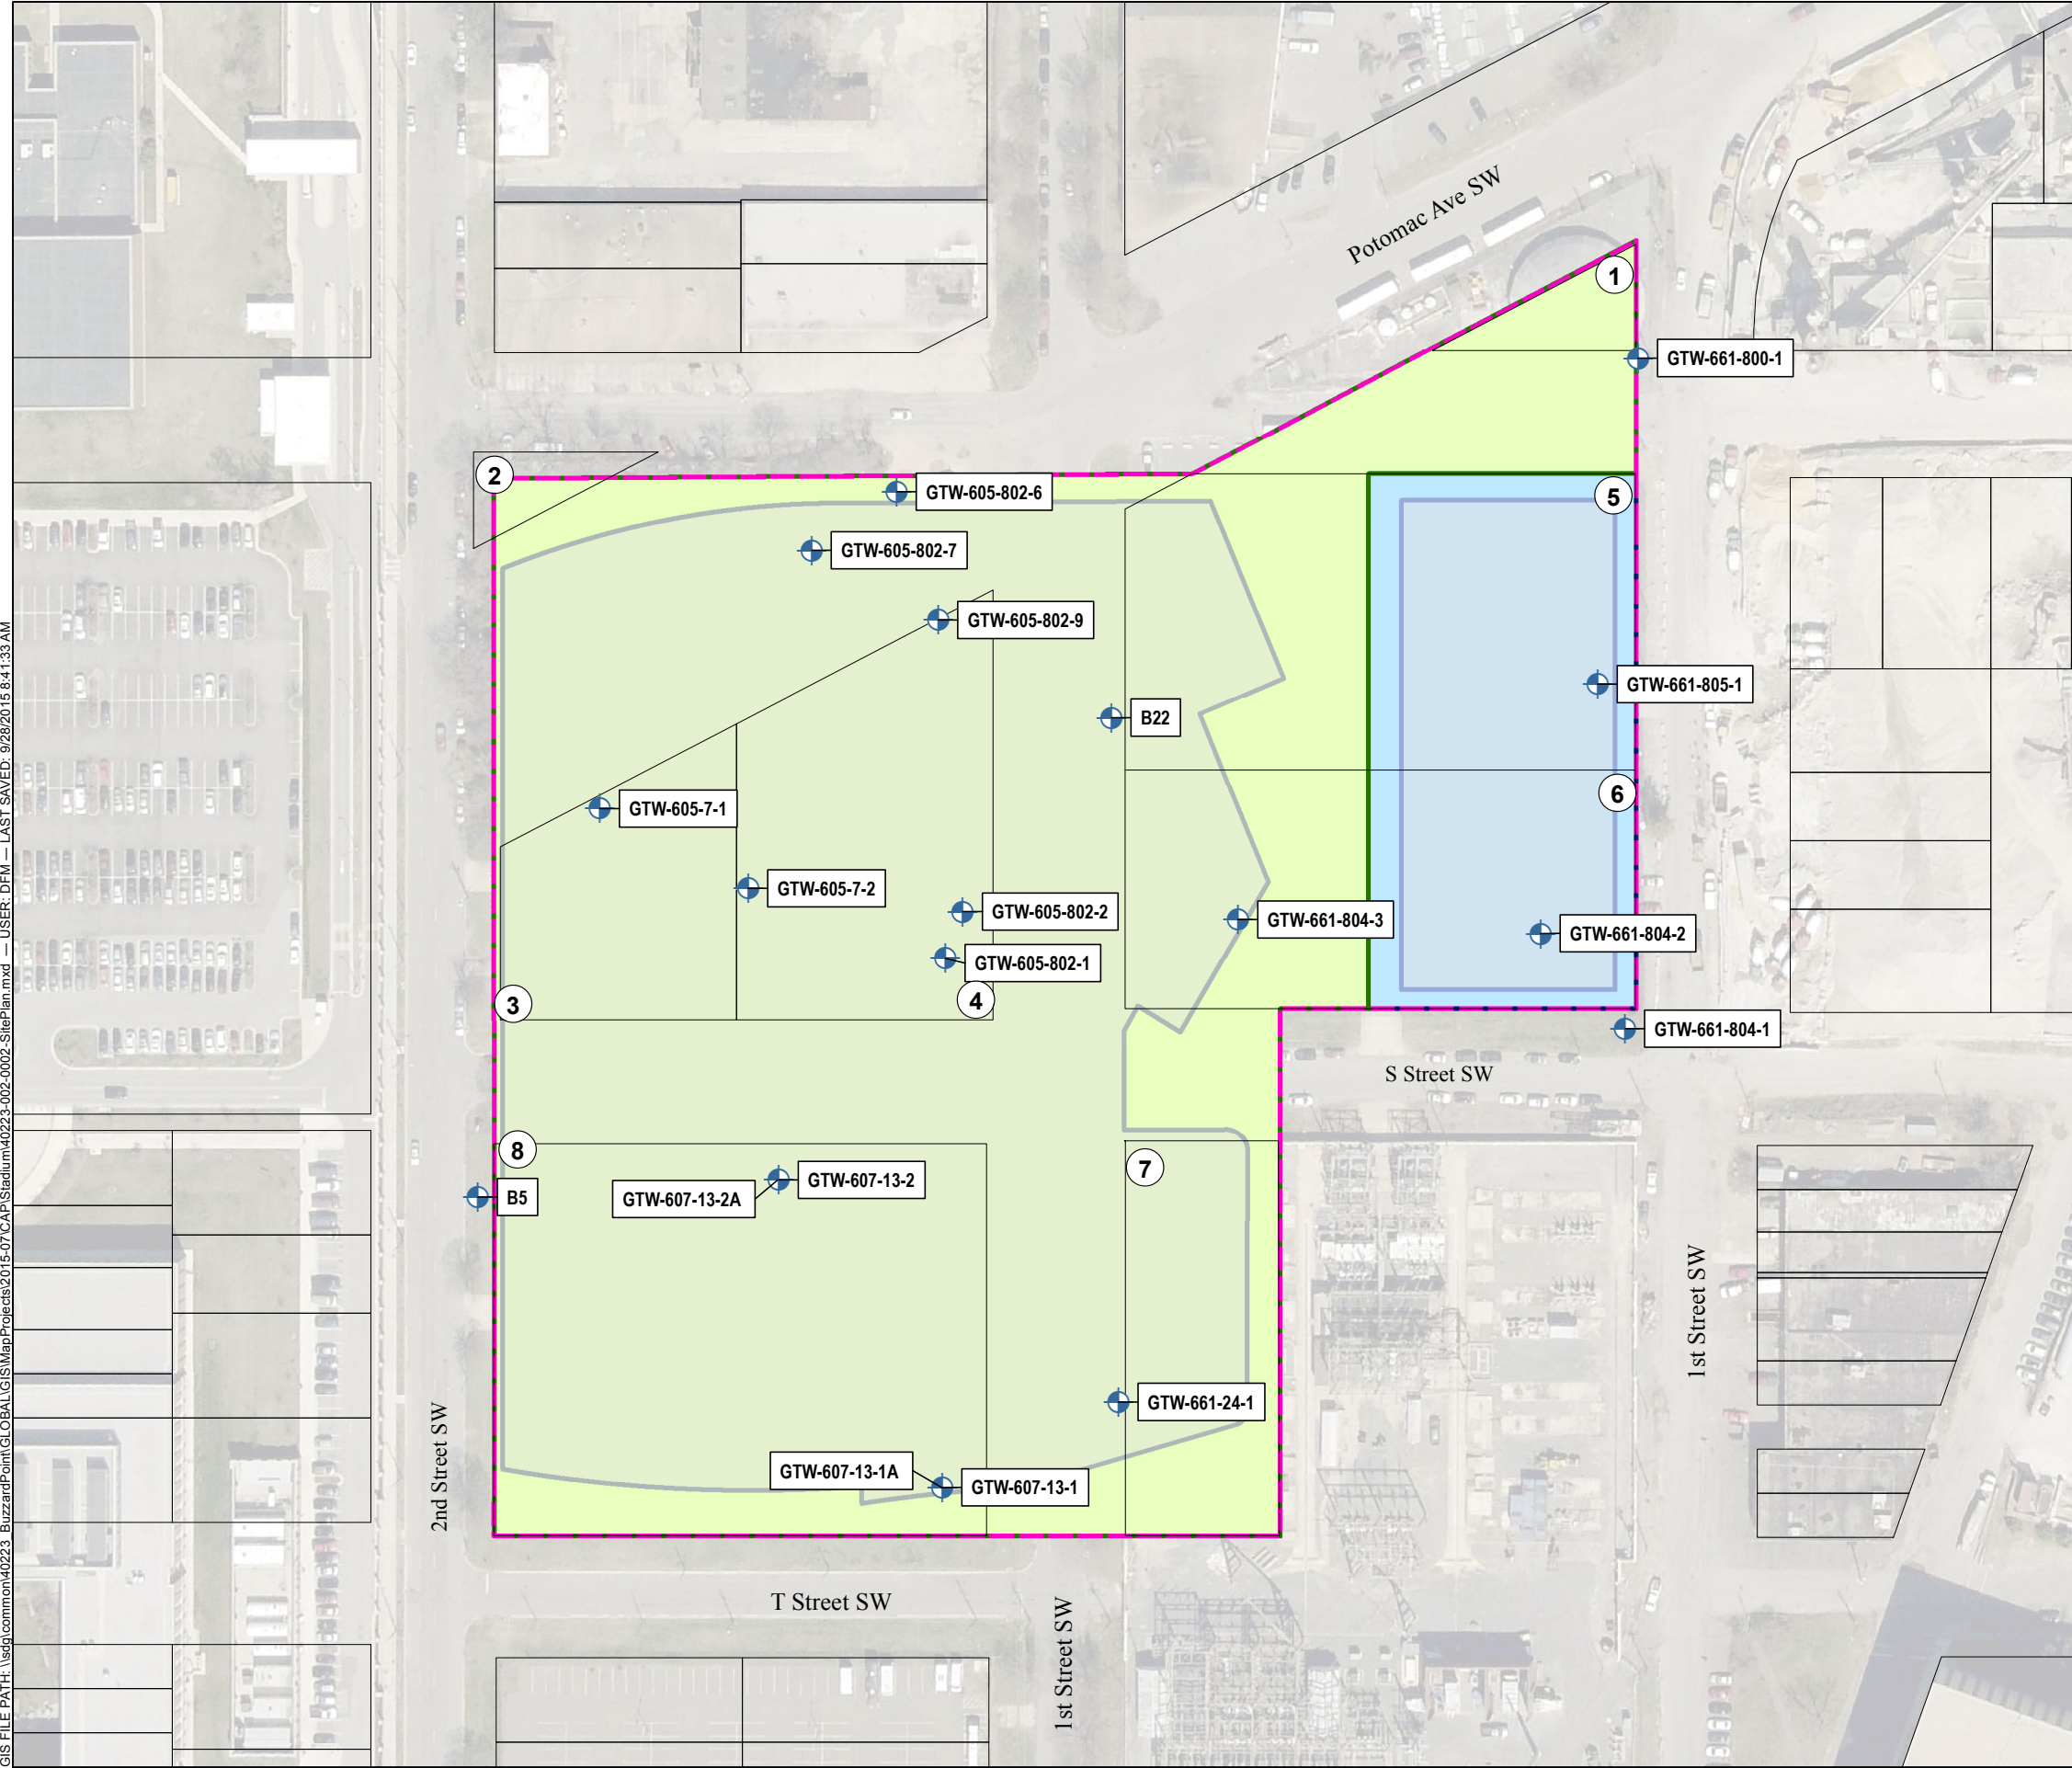 Potomac Ave SW
1
GTW-661-800-1
2
GTW-605-802-6
5
GTW-605-802-7
GTW-605-802-9
GTW-661-805-1
B22
6
GTW-605-7-1
GTW-605-7-2
GTW-605-802-2
GTW-661-804-3
GTW-661-804-2
GTW-605-802-1
3
4
GTW-661-804-1
S Street SW
8
7
GTW-607-13-2
GTW-607-13-2A
B5
1st Street SW
GTW-661-24-1
2nd Street SW
GTW-607-13-1A
GTW-607-13-1
T Street SW
1st Street SW
GIS FILE PATH: \\sdg\common\40223_BuzzardPoint\GLOBAL\GIS\MapProjects\2015-07\CAP\Stadium\40223-002-0002-SitePlan.mxd — USER: DFM — LAST SAVED: 9/28/2015 8:41:33 AM